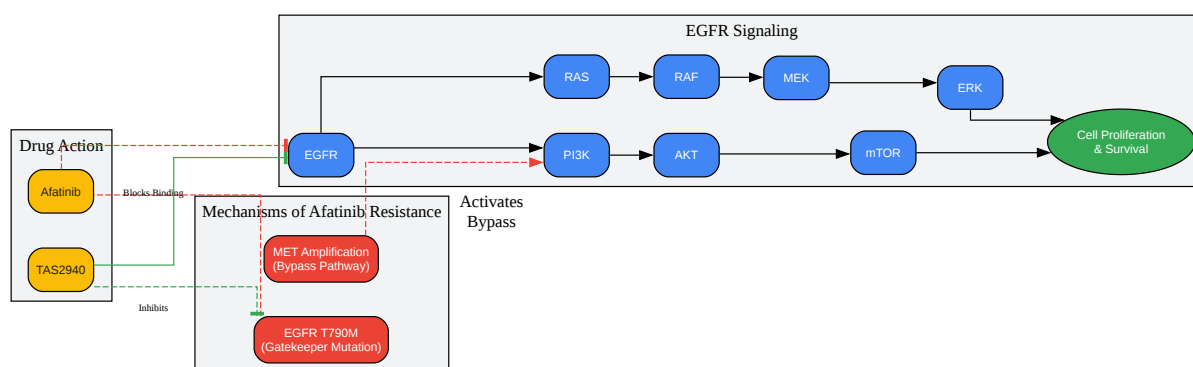 EGFR Signaling
RAS
RAF
MEK
ERK
EGFR
PI3K
AKT
mTOR
Cell Proliferation
& Survival
Drug Action
Afatinib
TAS2940
Blocks Binding
Inhibits
Mechanisms of Afatinib Resistance
MET Amplification
(Bypass Pathway)
EGFR T790M
(Gatekeeper Mutation)
Activates
Bypass